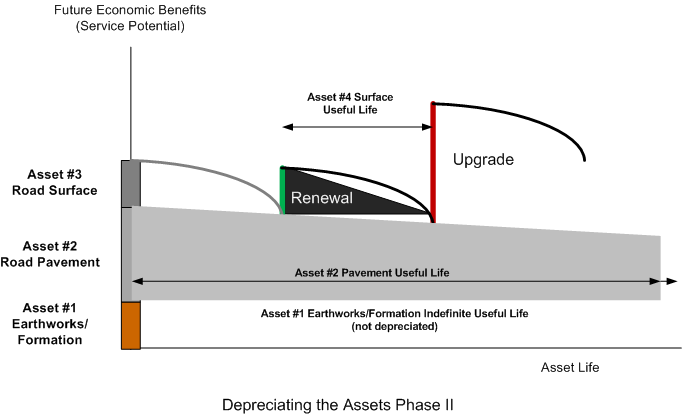 Future Economic Benefits
(Service Potential)
Asset #4 Surface
Useful Life
Upgrade
Asset #3
Road Surface
Renewal
Asset #2
Road Pavement
Asset #2 Pavement Useful Life
Asset #1
Earthworks/
Formation
Asset #1 Earthworks/Formation Indefinite Useful Life
(not depreciated)
Asset Life
Depreciating the Assets Phase II